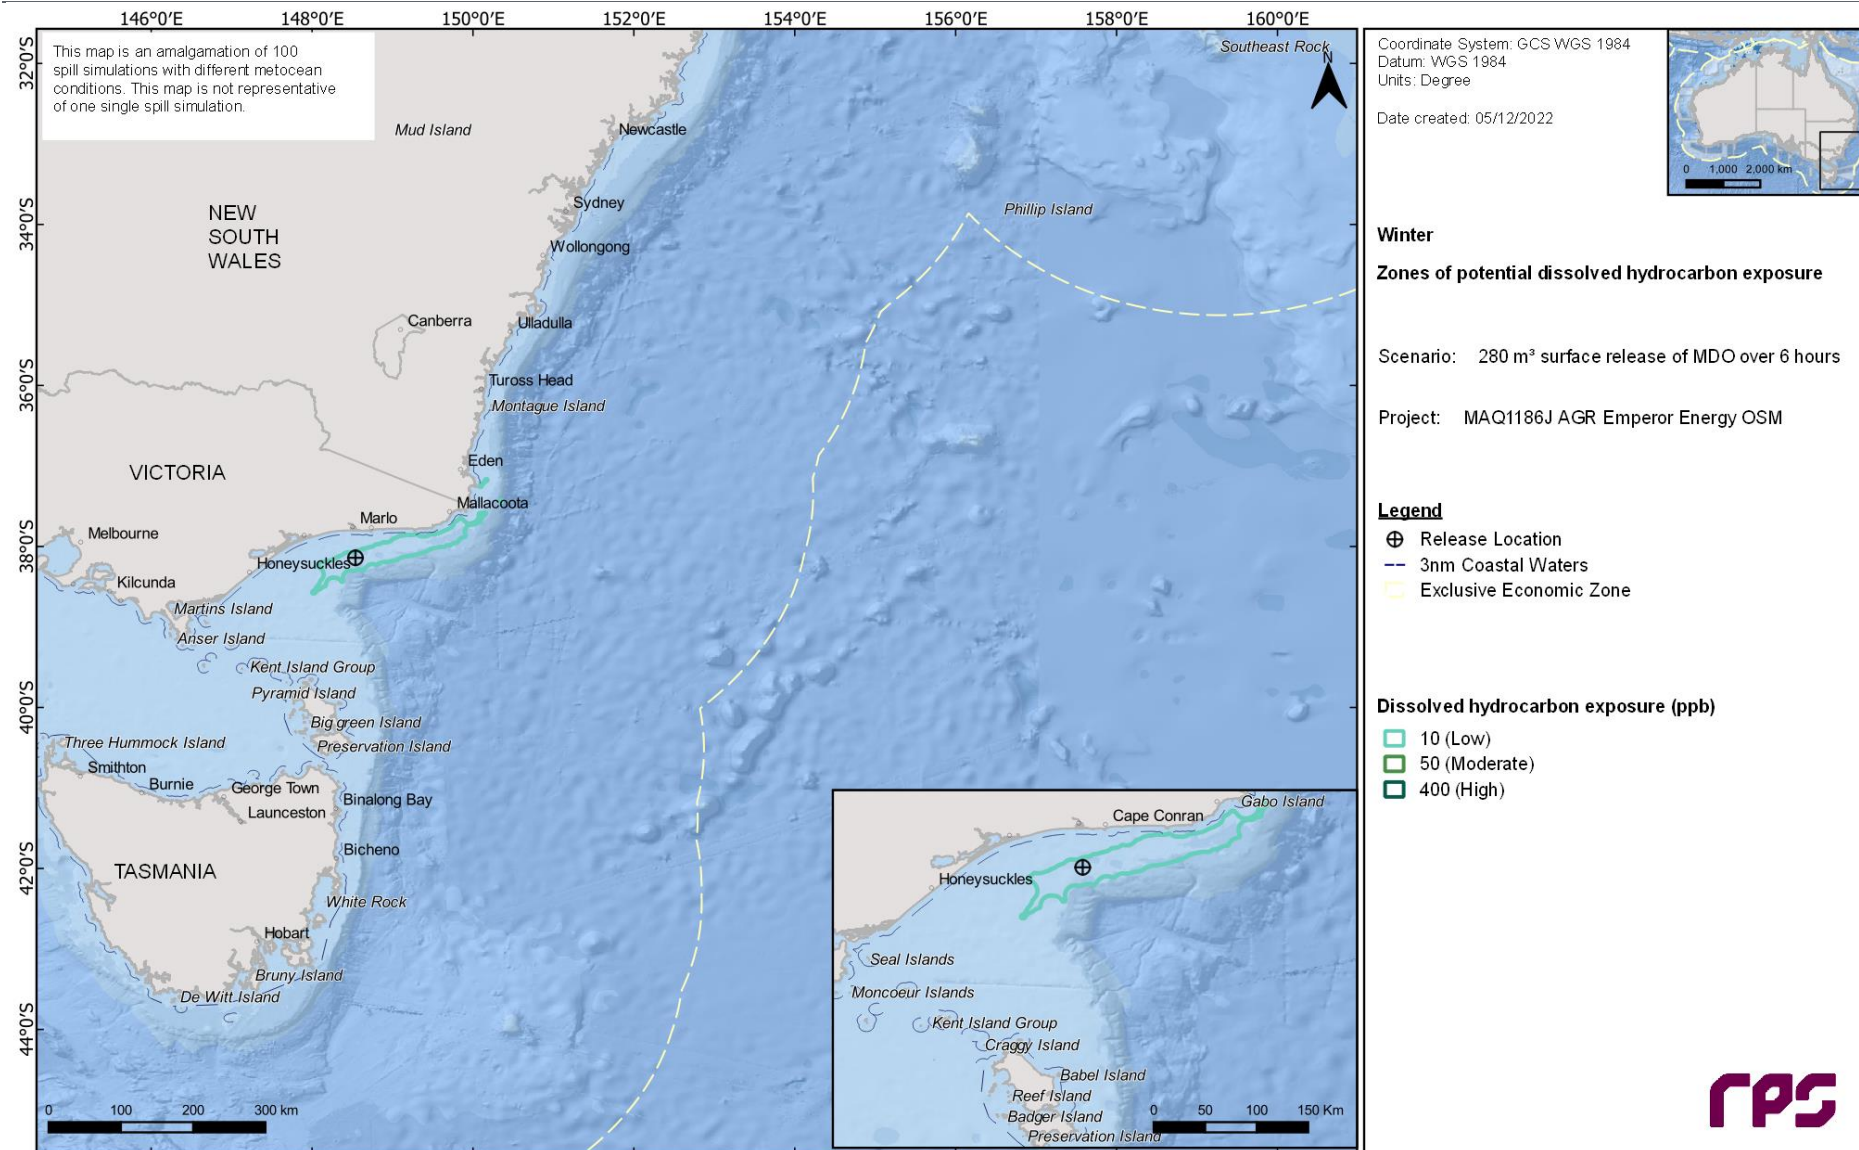 146°0′E 148°0′E 150°0′E 152°0′E 154°0′E 156°0′E 158°0′E 160°0′E
32°0′S
34°0′S
36°0′S
38°0′S
40°0′S
42°0′S
44°0′S
This map is an amalgamation of 100
spill simulations with different metocean
conditions. This map is not representative
of one single spill simulation.
Southeast Rock
N
Mud Island
Newcastle
Sydney
Phillip Island
NEW
SOUTH
WALES
Wollongong
Canberra
Ulladulla
Tuross Head
Montague Island
Eden
VICTORIA
Mallacoota
Marlo
Melbourne
Honeysuckles
Kilcunda
Martins Island
Anser Island
Kent Island Group
Pyramid Island
Big green Island
Three Hummock Island
Preservation Island
Smithton
Burnie
George Town
Binalong Bay
Launceston
Bicheno
TASMANIA
White Rock
Hobart
Bruny Island
De Witt Island
0 100 200 300 km
Gabo Island
Cape Conran
Honeysuckles
Seal Islands
Moncoeur Islands
Kent Island Group
Craggy Island
Babel Island
Reef Island
Badger Island
Preservation Island
0 50 100 150 Km
Coordinate System: GCS WGS 1984
Datum: WGS 1984
Units: Degree
Date created: 05/12/2022
0 1,000 2,000 km
Winter
Zones of potential dissolved hydrocarbon exposure
Scenario: 280 m³ surface release of MDO over 6 hours
Project: MAQ1186J AGR Emperor Energy OSM
Legend
Release Location
3nm Coastal Waters
Exclusive Economic Zone
Dissolved hydrocarbon exposure (ppb)
10 (Low)
50 (Moderate)
400 (High)
rps